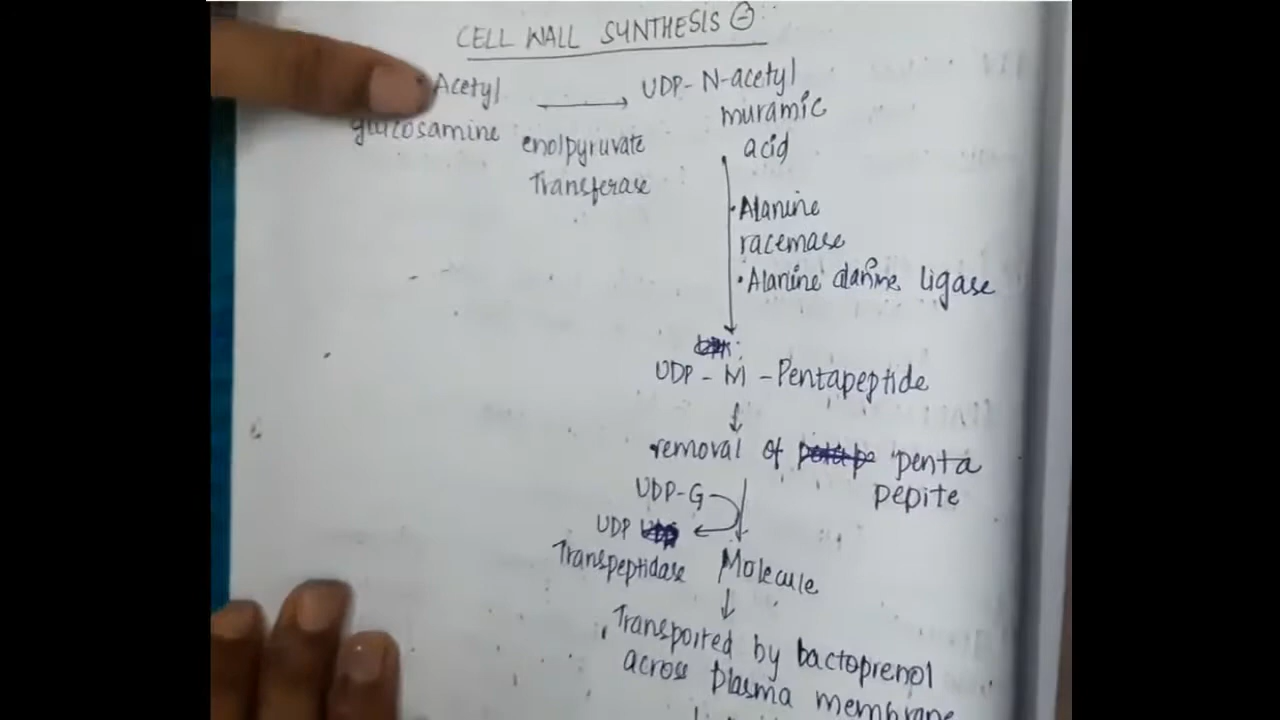 CELL WALL SYNTHESIS :-
Acetyl
glucosamine
enolpyruvate
Transferase
UDP- N-acetyl
muramic
acid
• Alanine
racemase
• Alanine alanine ligase
UDP - M - Pentapeptide
removal of penta
pepite
UDP-G
UDP
Transpeptidase Molecule
Transported by bactoprenol
across plasma membrane